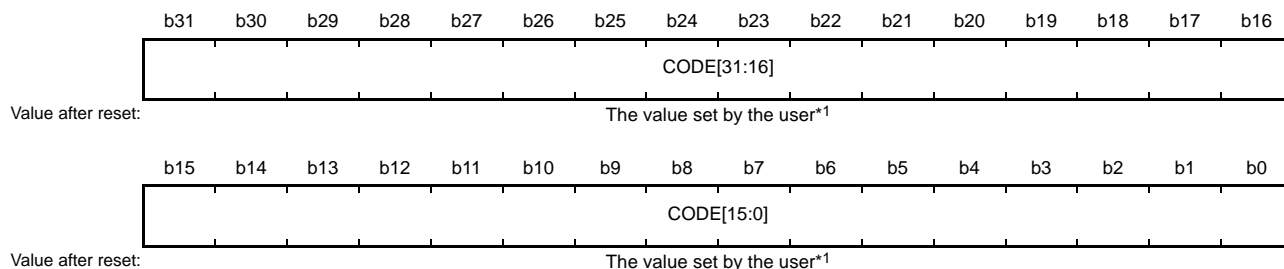 b31 b30 b29 b28 b27 b26 b25 b24 b23 b22 b21 b20 b19 b18 b17 b16
CODE[31:16]
Value after reset: The value set by the user*1
b15 b14 b13 b12 b11 b10 b9 b8 b7 b6 b5 b4 b3 b2 b1 b0
CODE[15:0]
Value after reset: The value set by the user*1